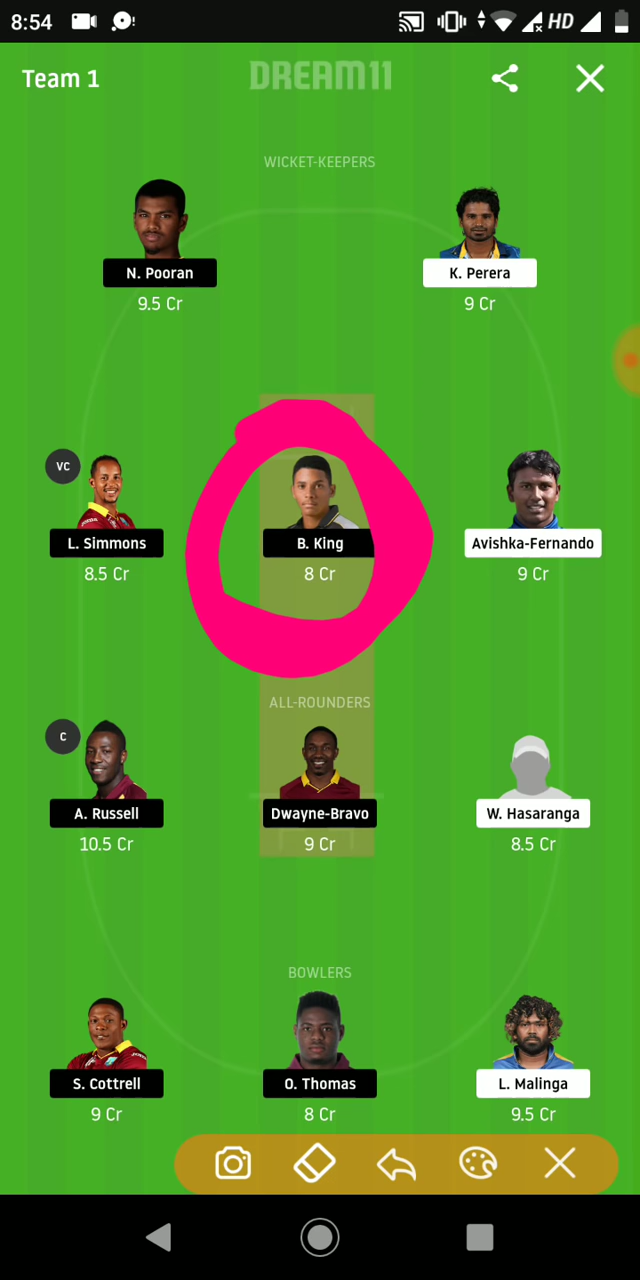 8:54
HD
Team 1
DREAM11
WICKET-KEEPERS
N. Pooran
K. Perera
9.5 Cr
9 Cr
VC
L. Simmons
B. King
Avishka-Fernando
8.5 Cr
8 Cr
9 Cr
ALL-ROUNDERS
C
A. Russell
Dwayne-Bravo
W. Hasaranga
10.5 Cr
9 Cr
8.5 Cr
BOWLERS
S. Cottrell
O. Thomas
L. Malinga
9 Cr
8 Cr
9.5 Cr